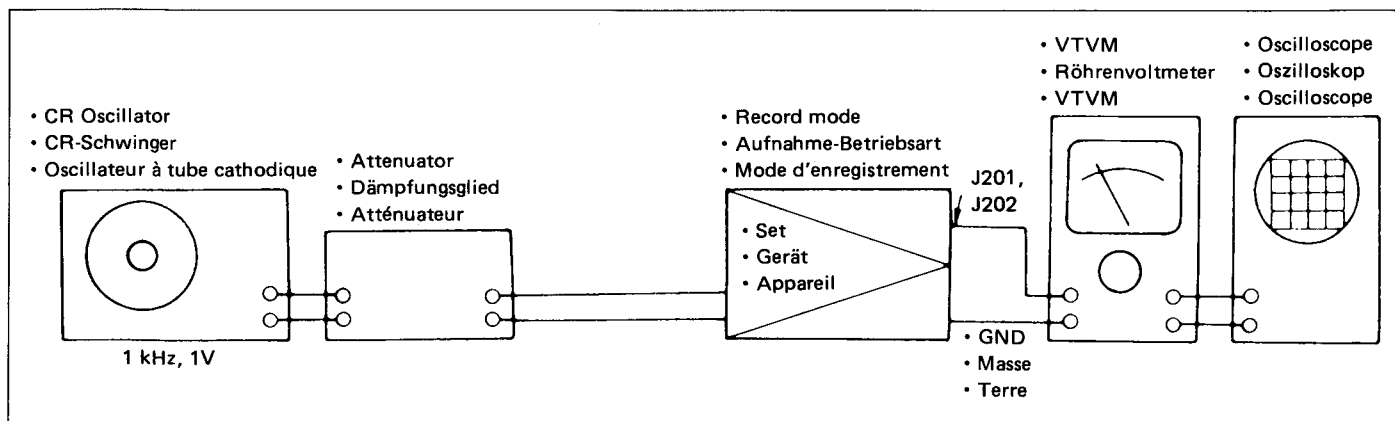 • CR Oscillator
• CR-Schwinger
• Oscillateur à tube cathodique
1 kHz, 1V
• Attenuator
• Dämpfungsglied
• Atténuateur
• Record mode
• Aufnahme-Betriebsart
• Mode d'enregistrement
• Set
• Gerät
• Appareil
J201,
J202
• GND
• Masse
• Terre
• VTVM
• Röhrenvoltmeter
• VTVM
• Oscilloscope
• Oszilloskop
• Oscilloscope